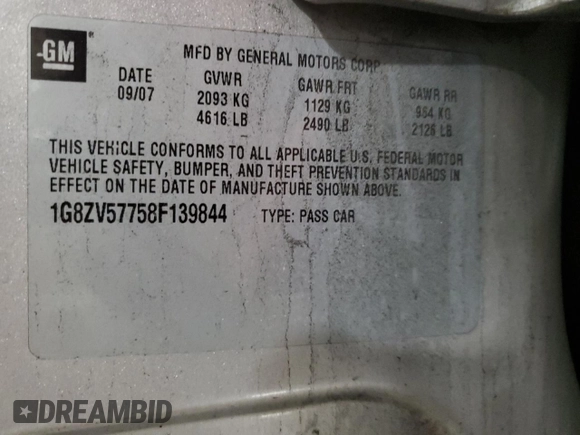 GM
MFD BY GENERAL MOTORS CORP
DATE GVWR GAWR FRT GAWR RR
09/07 2093 KG 1129 KG 964 KG
4616 LB 2490 LB 2126 LB
THIS VEHICLE CONFORMS TO ALL APPLICABLE U.S. FEDERAL MOTOR
VEHICLE SAFETY, BUMPER, AND THEFT PREVENTION STANDARDS IN
EFFECT ON THE DATE OF MANUFACTURE SHOWN ABOVE.
1G8ZV57758F139844 TYPE: PASS CAR
DREAMBID